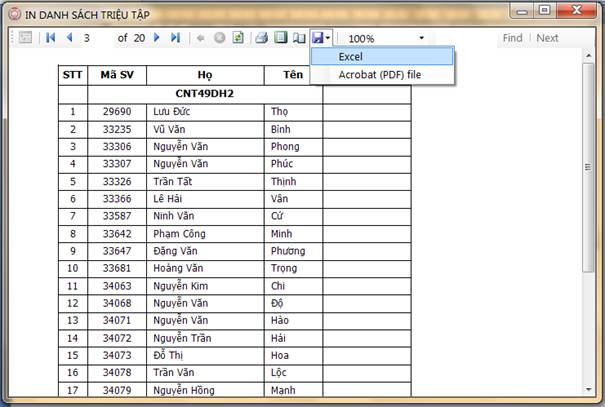 IN DANH SÁCH TRIỆU TẬP
3 of 20 100% Find Next
Excel
Acrobat (PDF) file
STT Mã SV Họ Tên
CNT49DH2
1 29690 Lưu Đức Thọ
2 33235 Vũ Văn Bình
3 33306 Nguyễn Văn Phong
4 33307 Nguyễn Văn Phúc
5 33326 Trần Tất Thịnh
6 33366 Lê Hải Vân
7 33587 Ninh Văn Cứ
8 33642 Phạm Công Minh
9 33647 Đặng Văn Phương
10 33681 Hoàng Văn Trọng
11 34063 Nguyễn Kim Chi
12 34068 Nguyễn Văn Độ
13 34071 Nguyễn Văn Hào
14 34072 Nguyễn Trần Hải
15 34073 Đỗ Thị Hoa
16 34078 Trần Văn Lộc
17 34079 Nguyễn Hồng Mạnh